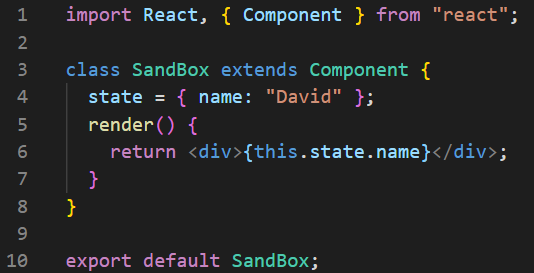 1 import React, { Component } from "react";
2
3 class SandBox extends Component {
4   state = { name: "David" };
5   render() {
6     return <div>{this.state.name}</div>;
7   }
8 }
9
10 export default SandBox;